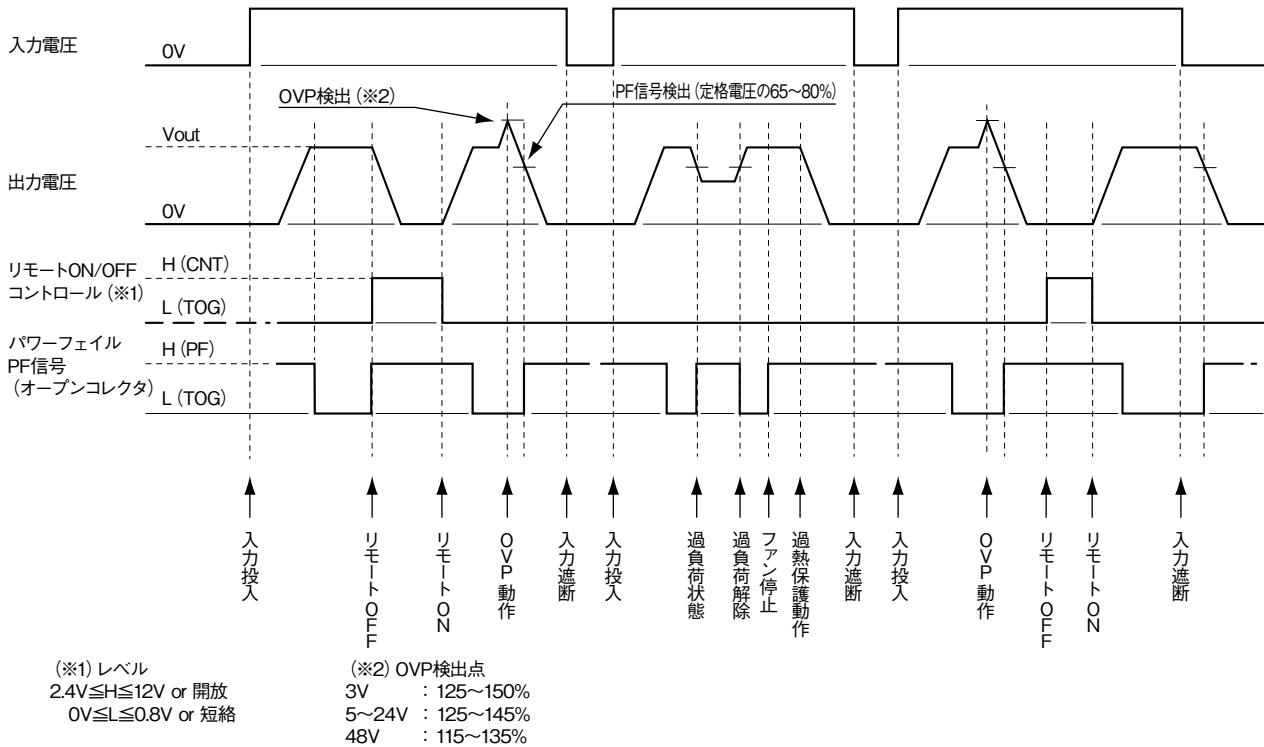 入力電圧
0V
OVP検出（※2）
PF信号検出（定格電圧の65～80%）
Vout
出力電圧
0V
リモートON/OFF
コントロール（※1）
H（CNT）
L（TOG）
パワーフェイル
PF信号
（オープンコレクタ）
H（PF）
L（TOG）
入力投入
リモートOFF
リモートON
OVP動作
入力遮断
入力投入
過負荷状態
過負荷解除
ファン停止
過熱保護動作
入力遮断
入力投入
OVP動作
リモートOFF
リモートON
入力遮断
（※1）レベル
2.4V≦H≦12V or 開放
0V≦L≦0.8V or 短絡
（※2）OVP検出点
3V ：125～150%
5～24V ：125～145%
48V ：115～135%